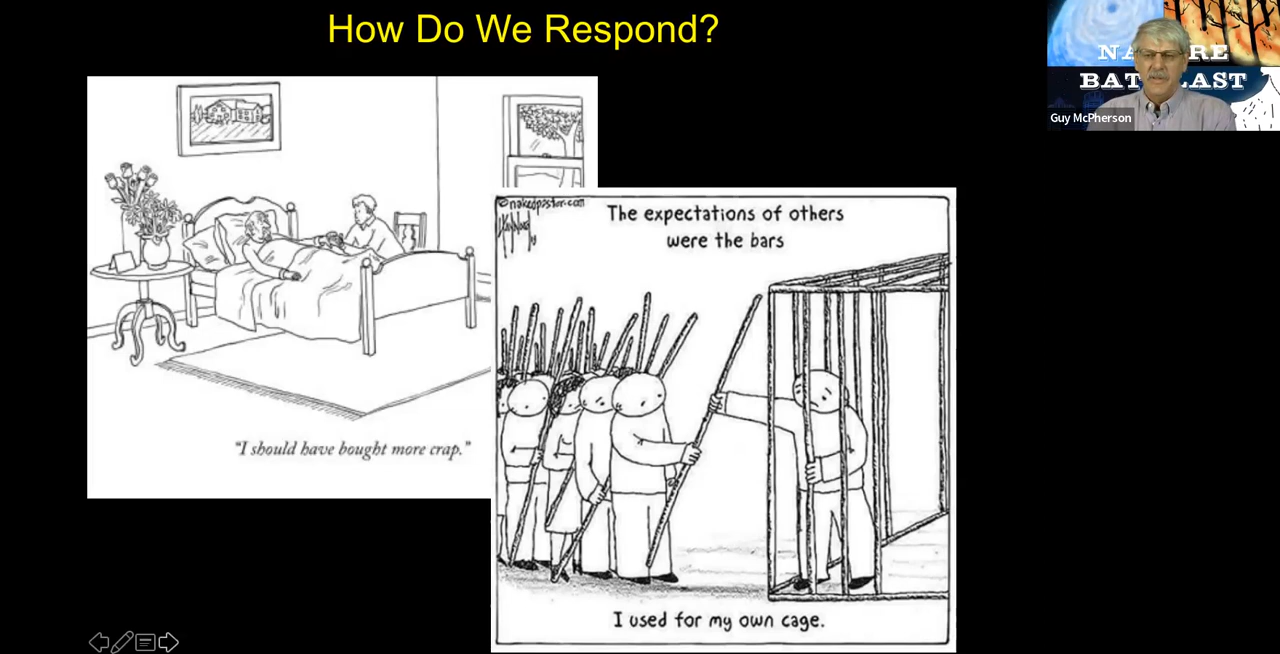 How Do We Respond?
NATURE
BATS LAST
Guy McPherson
"I should have bought more crap."
©nakedpastor.com
The expectations of others
were the bars
I used for my own cage.